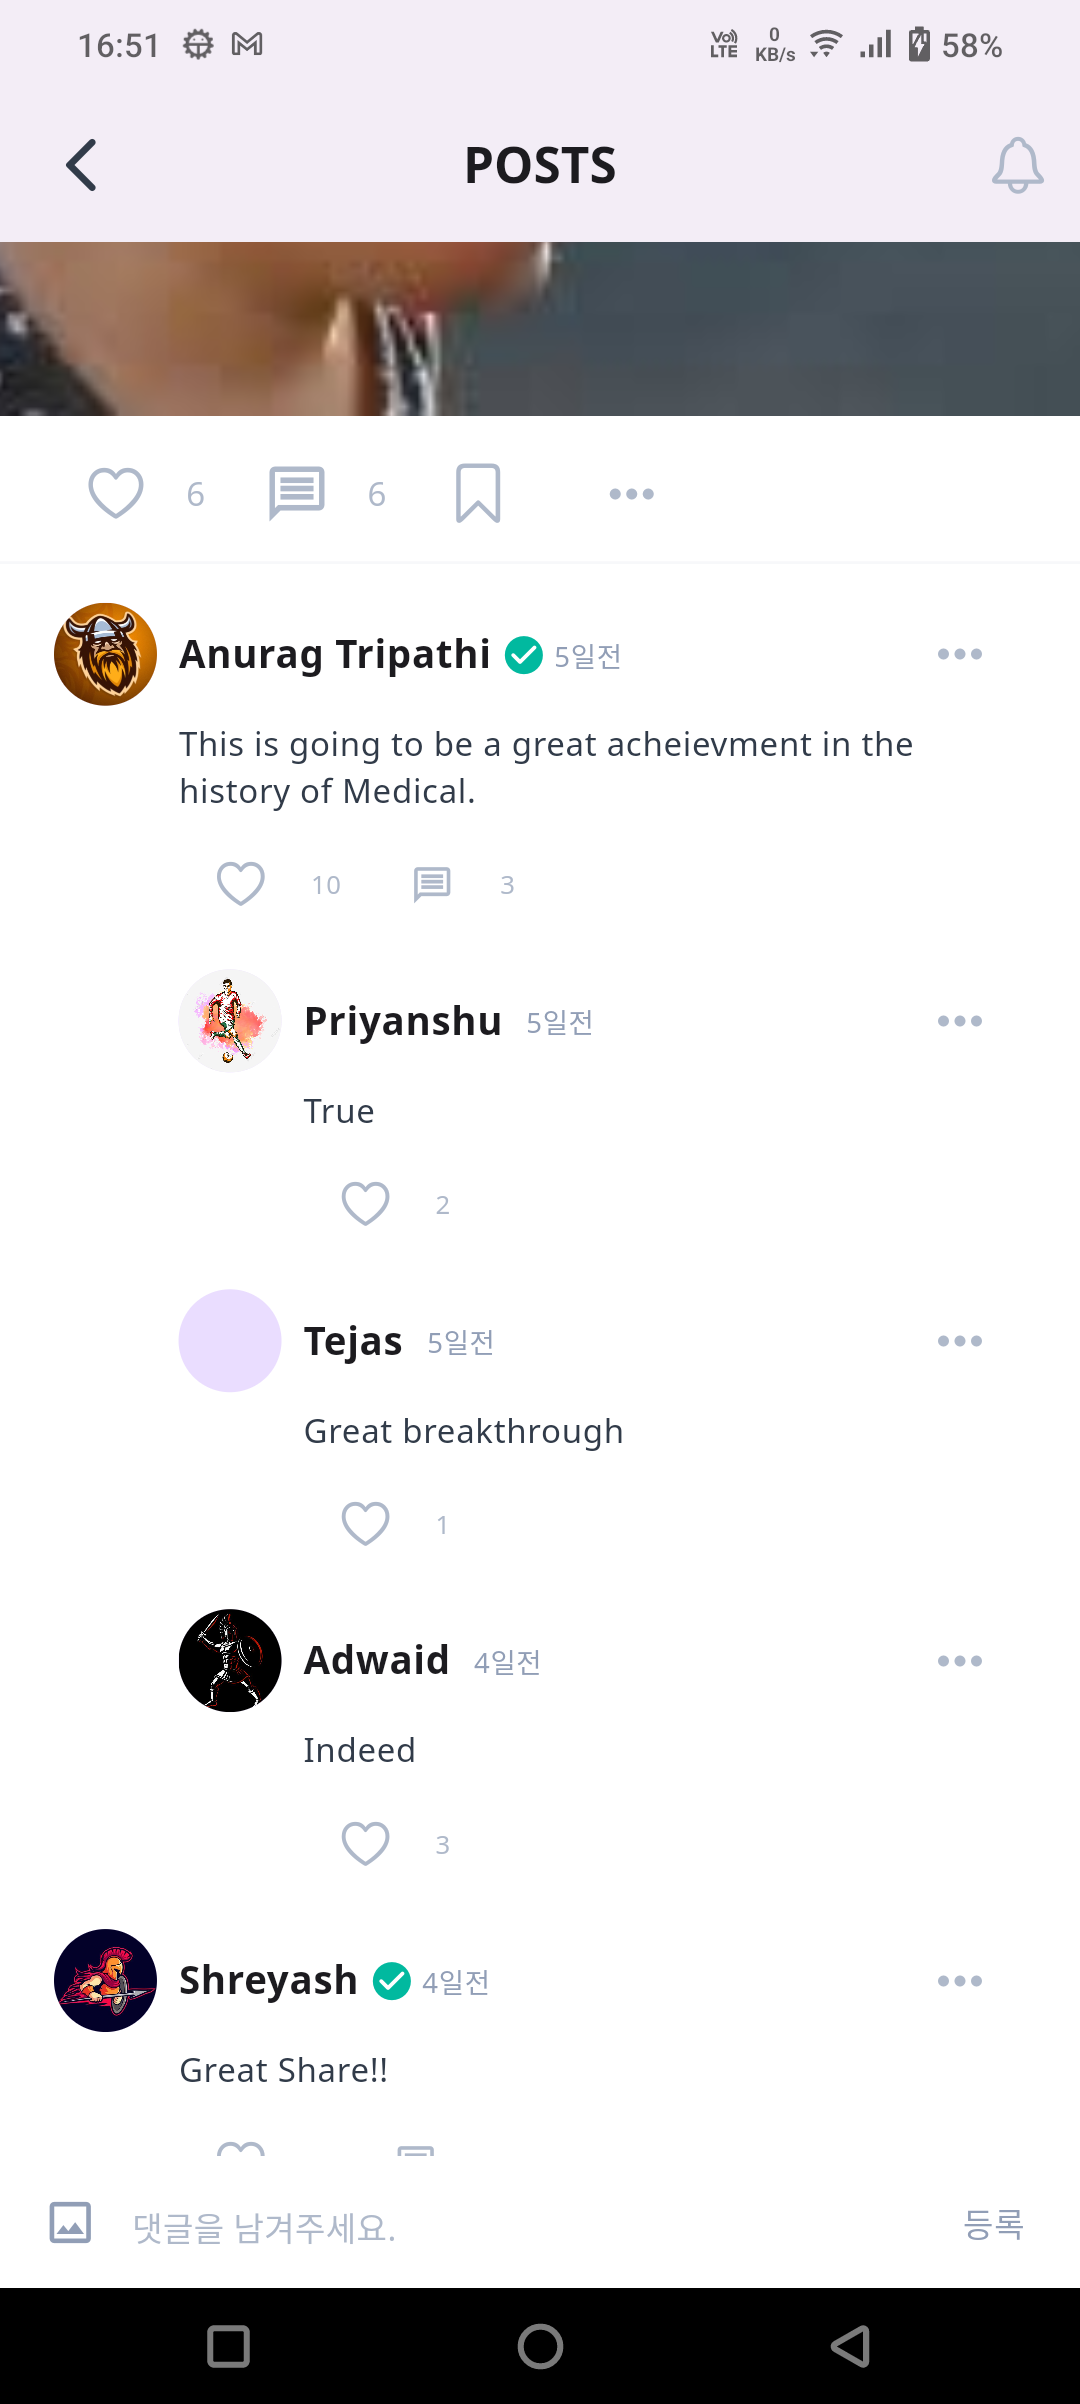 16:51
Vo)) LTE 0 KB/s 58%
POSTS
6 6
Anurag Tripathi 5일전
This is going to be a great acheievment in the
history of Medical.
10 3
Priyanshu 5일전
True
2
Tejas 5일전
Great breakthrough
1
Adwaid 4일전
Indeed
3
Shreyash 4일전
Great Share!!
댓글을 남겨주세요. 등록